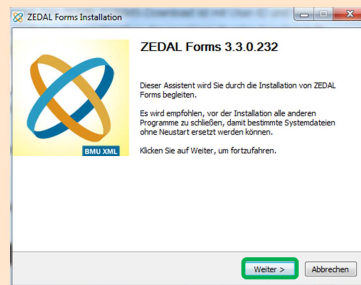 ZEDAL Forms Installation
ZEDAL Forms 3.3.0.232
Dieser Assistent wird Sie durch die Installation von ZEDAL
Forms begleiten.
Es wird empfohlen, vor der Installation alle anderen
Programme zu schließen, damit bestimmte Systemdateien
ohne Neustart ersetzt werden können.
Klicken Sie auf Weiter, um fortzufahren.
BMU XML
Weiter >
Abbrechen